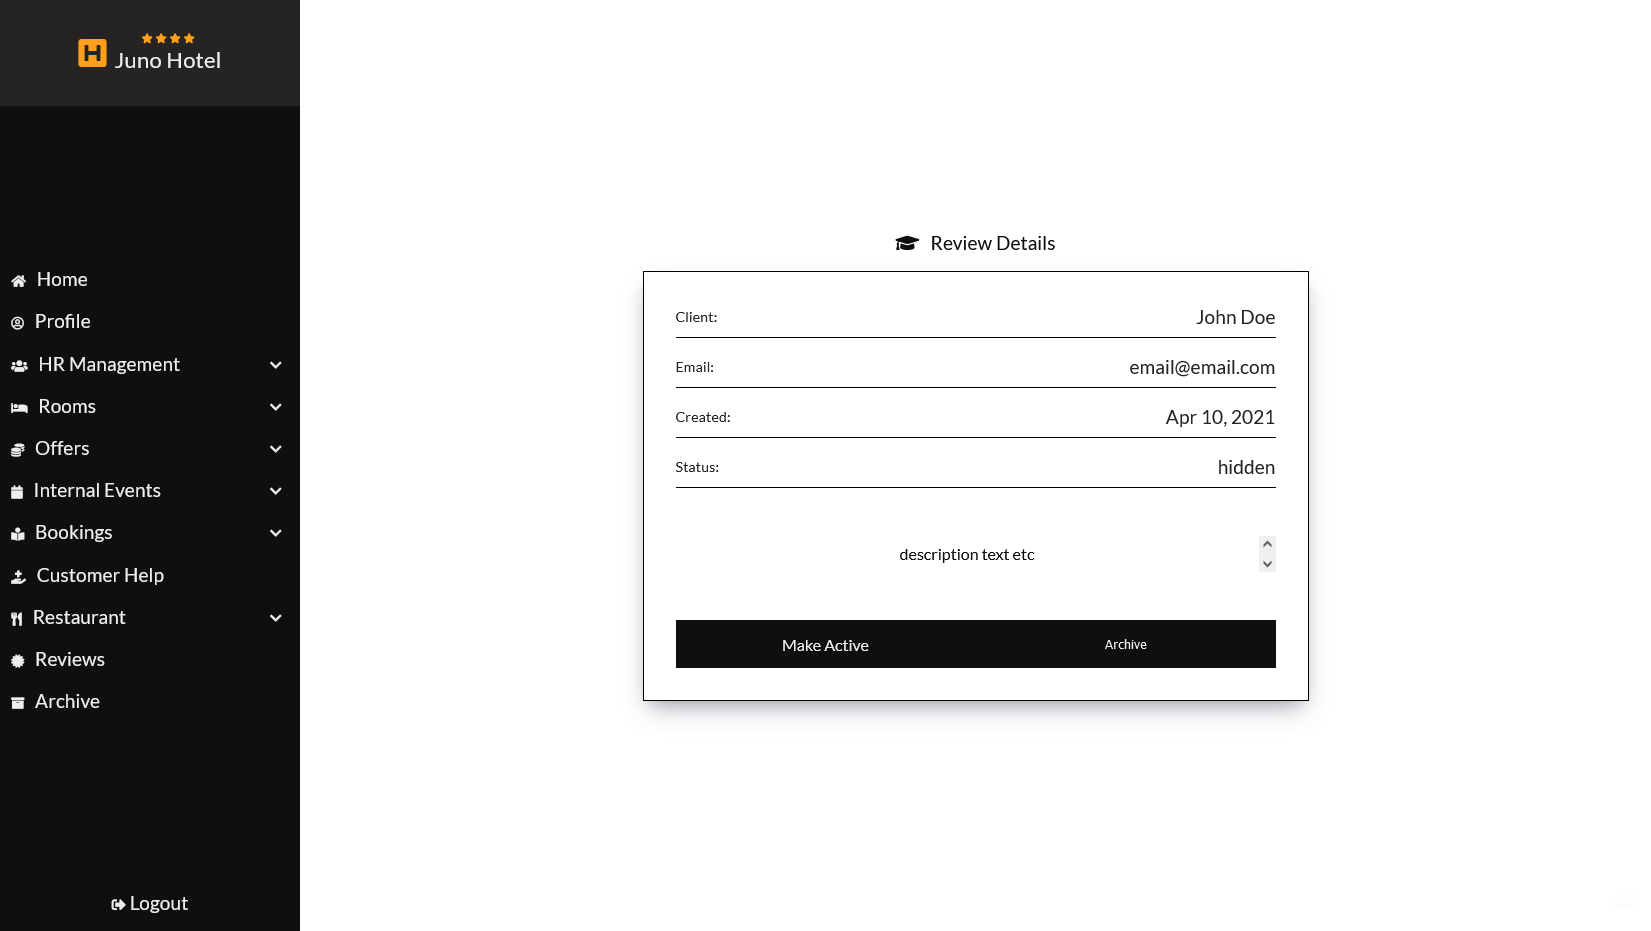 Juno Hotel
Home
Profile
HR Management
Rooms
Offers
Internal Events
Bookings
Customer Help
Restaurant
Reviews
Archive
Logout
Review Details
Client: John Doe
Email: email@email.com
Created: Apr 10, 2021
Status: hidden
description text etc
Make Active Archive